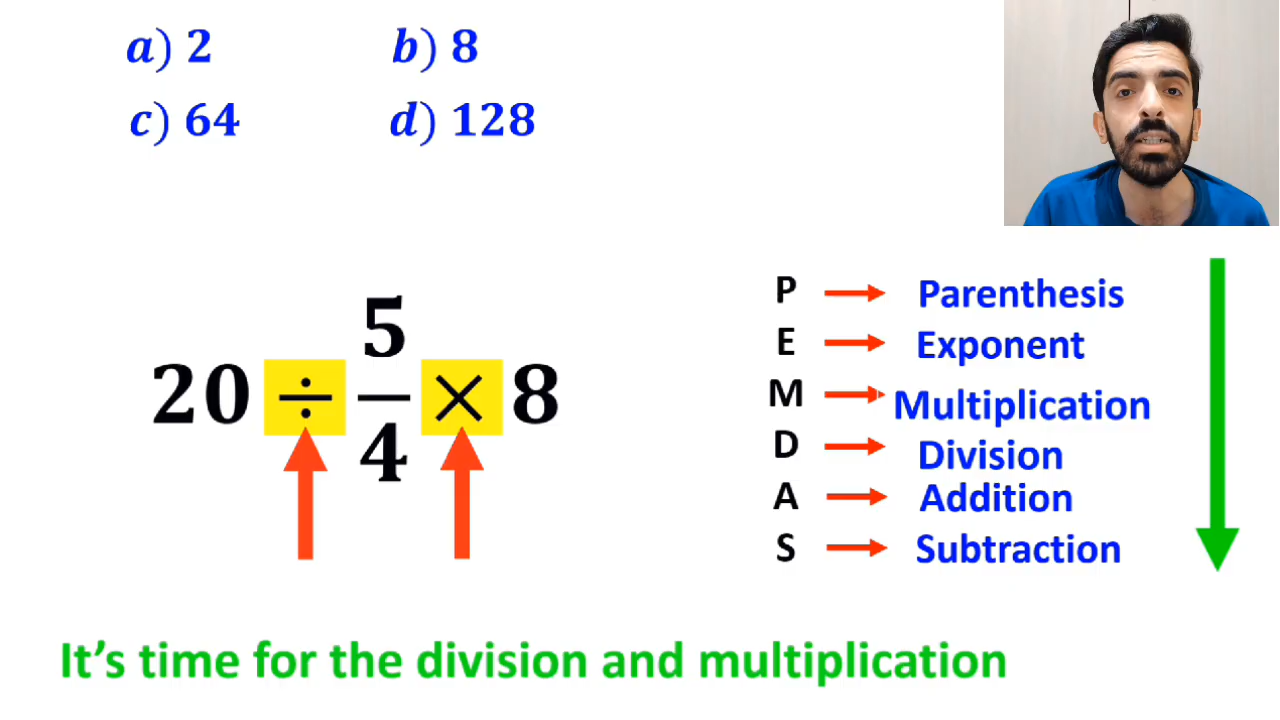 a) 2 b) 8
c) 64 d) 128
20 ÷ 5/4 × 8
P → Parenthesis
E → Exponent
M → Multiplication
D → Division
A → Addition
S → Subtraction
It's time for the division and multiplication